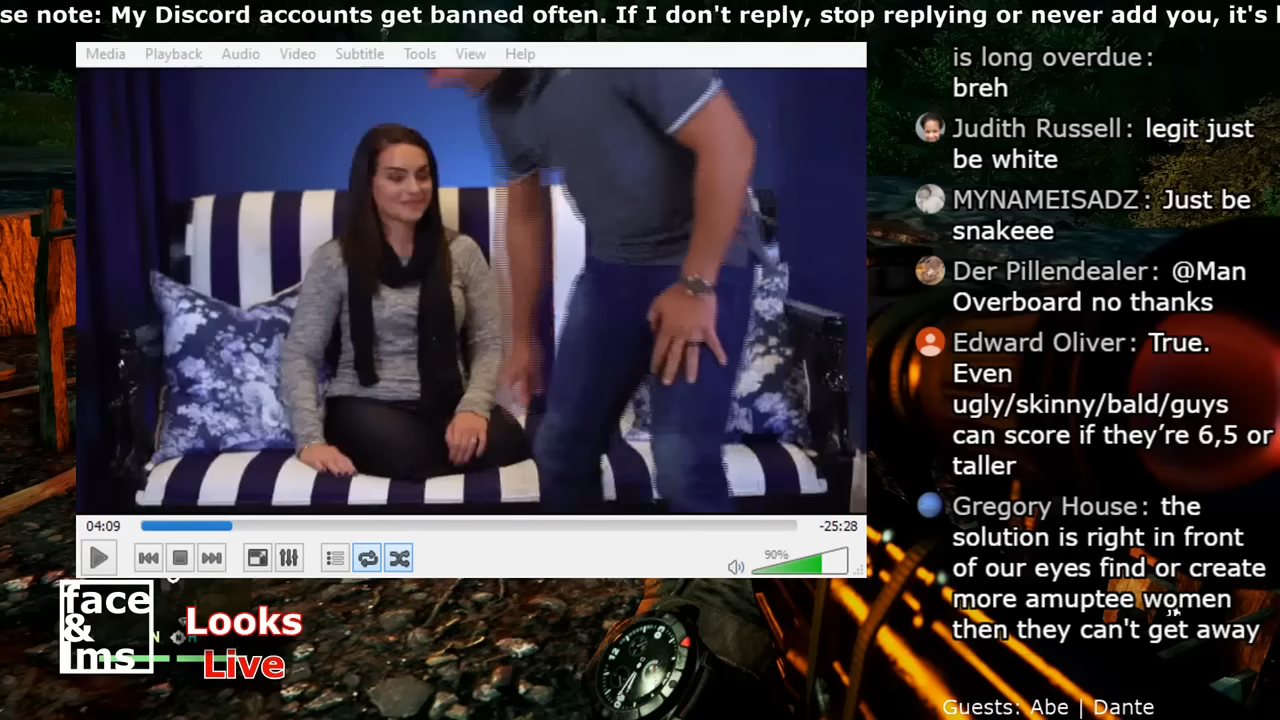 se note: My Discord accounts get banned often. If I don't reply, stop replying or never add you, it's
Media Playback Audio Video Subtitle Tools View Help
04:09
-25:28
90%
face
&
lms
Looks
Live
is long overdue:
breh
Judith Russell: legit just
be white
MYNAMEISADZ: Just be
snakeee
Der Pillendealer: @Man
Overboard no thanks
Edward Oliver: True.
Even
ugly/skinny/bald/guys
can score if they’re 6,5 or
taller
Gregory House: the
solution is right in front
of our eyes find or create
more amuptee women
then they can't get away
Guests: Abe | Dante